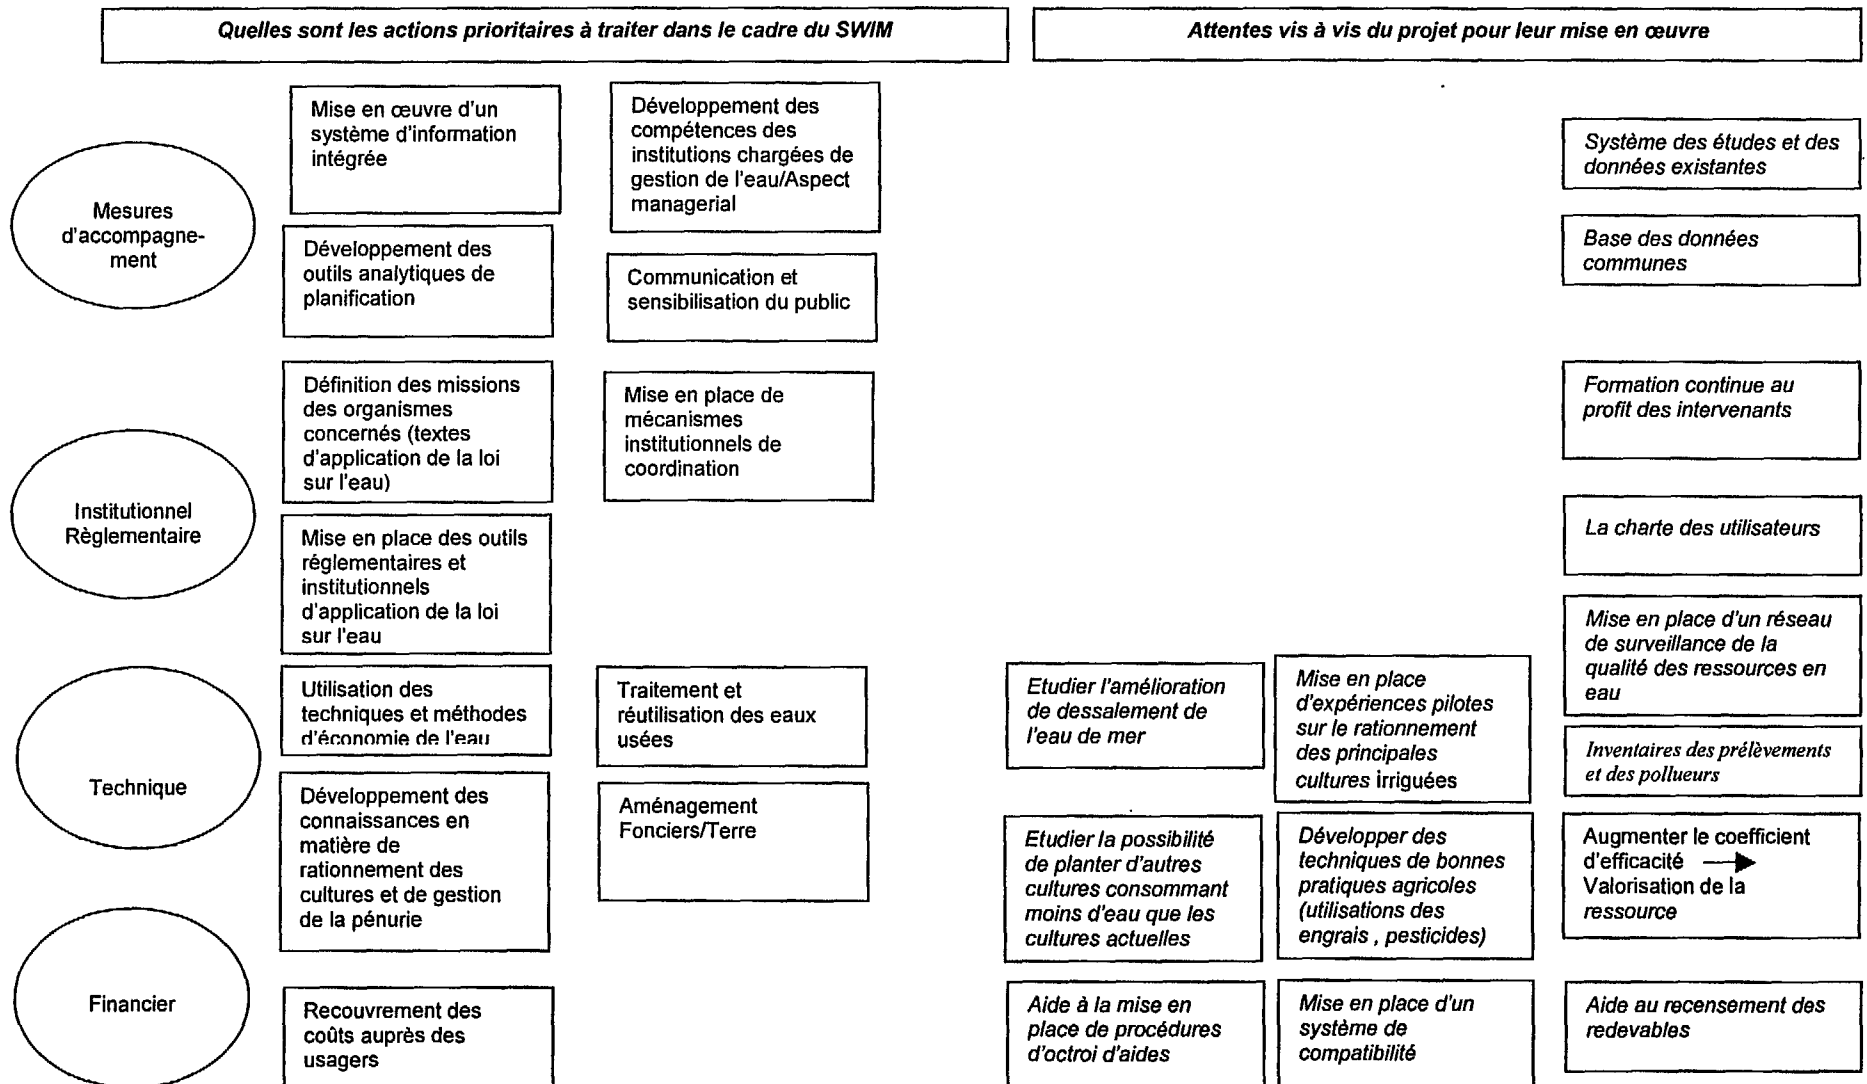 Quelles sont les actions prioritaires à traiter dans le cadre du SWIM
Attentes vis à vis du projet pour leur mise en œuvre
Mesures
d'accompagne-
ment
Mise en œuvre d'un
système d'information
intégrée
Développement des
compétences des
institutions chargées de
gestion de l'eau/Aspect
managerial
Système des études et des
données existantes
Développement des
outils analytiques de
planification
Communication et
sensibilisation du public
Base des données
communes
Institutionnel
Règlementaire
Définition des missions
des organismes
concernés (textes
d'application de la loi
sur l'eau)
Mise en place de
mécanismes
institutionnels de
coordination
Formation continue au
profit des intervenants
Mise en place des outils
réglementaires et
institutionnels
d'application de la loi
sur l'eau
La charte des utilisateurs
Mise en place d'un réseau
de surveillance de la
qualité des ressources en
eau
Technique
Utilisation des
techniques et méthodes
d'économie de l'eau
Traitement et
réutilisation des eaux
usées
Etudier l'amélioration
de dessalement de
l'eau de mer
Mise en place
d'expériences pilotes
sur le rationnement
des principales
cultures irriguées
Inventaires des prélèvements
et des pollueurs
Développement des
connaissances en
matière de
rationnement des
cultures et de gestion
de la pénurie
Aménagement
Fonciers/Terre
Etudier la possibilité
de planter d'autres
cultures consommant
moins d'eau que les
cultures actuelles
Développer des
techniques de bonnes
pratiques agricoles
(utilisations des
engrais , pesticides)
Augmenter le coefficient
d'efficacité →
Valorisation de la
ressource
Financier
Recouvrement des
coûts auprès des
usagers
Aide à la mise en
place de procédures
d'octroi d'aides
Mise en place d'un
système de
compatibilité
Aide au recensement des
redevables